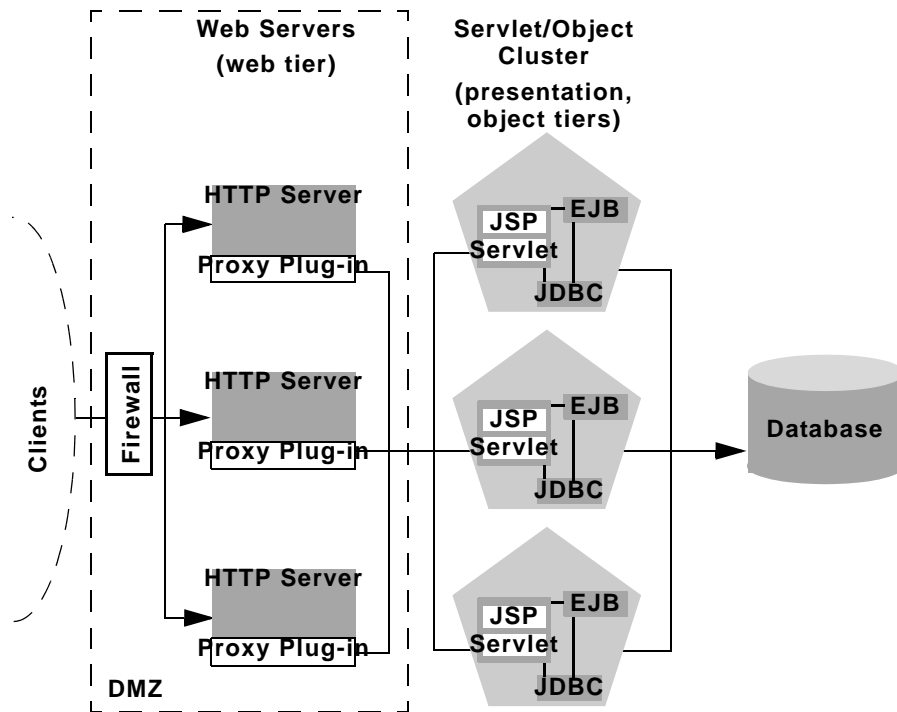 Web Servers
(web tier)
Servlet/Object
Cluster
(presentation,
object tiers)
Clients
Firewall
HTTP Server
Proxy Plug-in
HTTP Server
Proxy Plug-in
HTTP Server
Proxy Plug-in
DMZ
JSP
Servlet
EJB
JDBC
JSP
Servlet
EJB
JDBC
JSP
Servlet
EJB
JDBC
Database